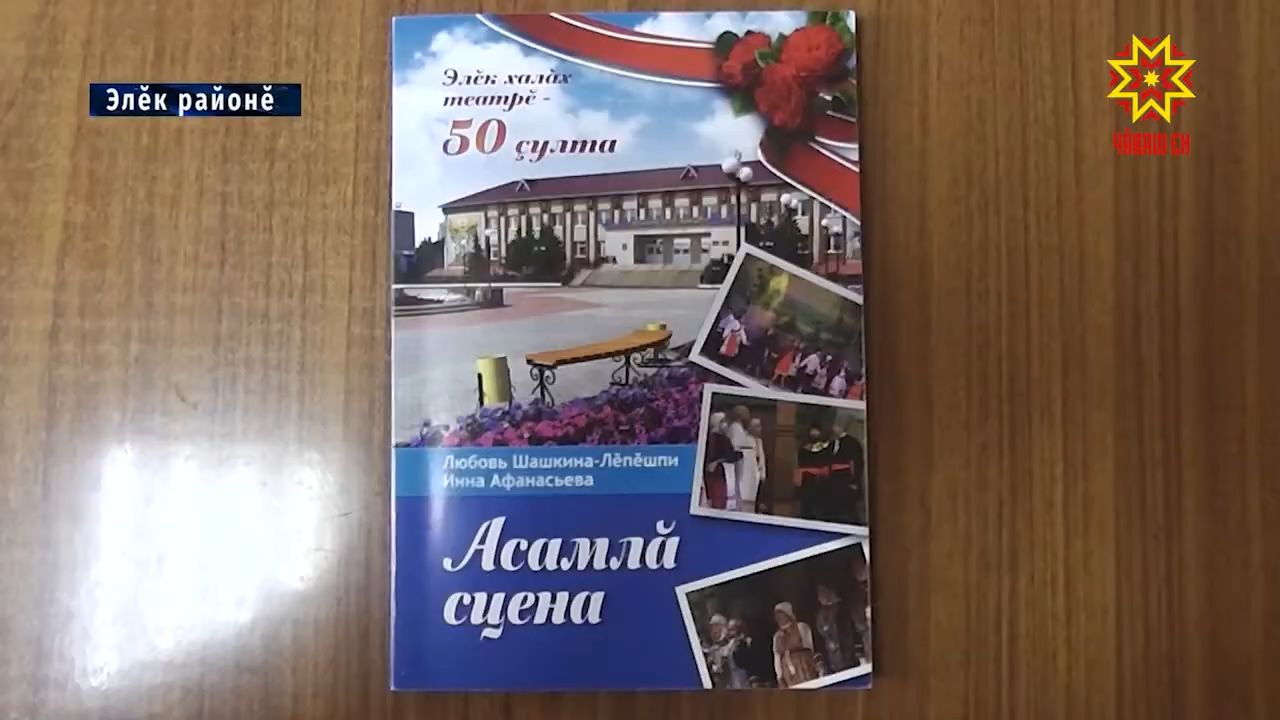 Элӗк районӗ
ЧӐВАШ ЕН
Элӗк халӑх
театрӗ -
50 ҫулта
Любовь Шашкина-Лӗпӗшпи
Инна Афанасьева
Асамлӑ
сцена